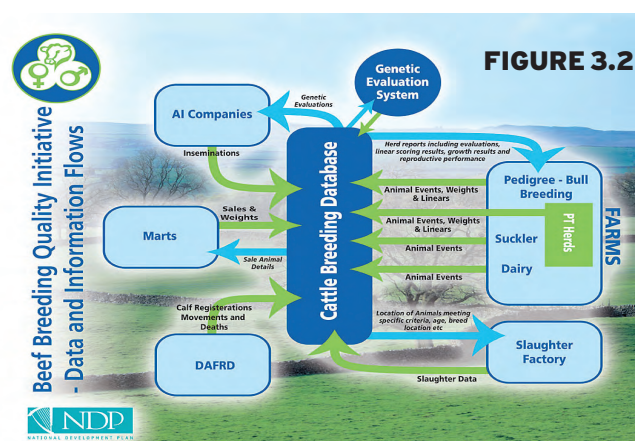 FIGURE 3.2
Beef Breeding Quality Initiative
- Data and Information Flows
Genetic
Evaluation
System
Genetic
Evaluations
AI Companies
Inseminations
Herd reports including evaluations,
linear scoring results, growth results and
reproductive performance
Cattle Breeding Database
Pedigree - Bull
Breeding
Animal Events, Weights
& Linears
Sales &
Weights
Marts
Animal Events, Weights
& Linears
PT Herds
FARMS
Suckler
Animal Events
Sale Animal
Details
Dairy
Animal Events
Calf Registerations
Movements and
Deaths
DAFRD
Location of Animals meeting
specific criteria, age, breed
location etc
Slaughter
Factory
Slaughter Data
NDP
NATIONAL DEVELOPMENT PLAN